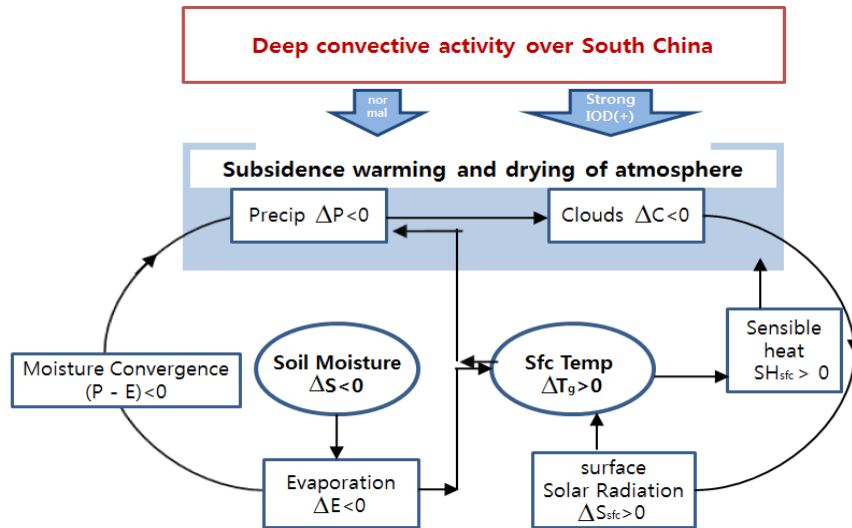 Deep convective activity over South China
nor
mal
Strong
IOD(+)
Subsidence warming and drying of atmosphere
Precip ΔP<0
Clouds ΔC<0
Moisture Convergence
(P - E)<0
Soil Moisture
ΔS<0
Sfc Temp
ΔTg>0
Sensible
heat
SHsfc > 0
Evaporation
ΔE<0
surface
Solar Radiation
ΔSsfc>0